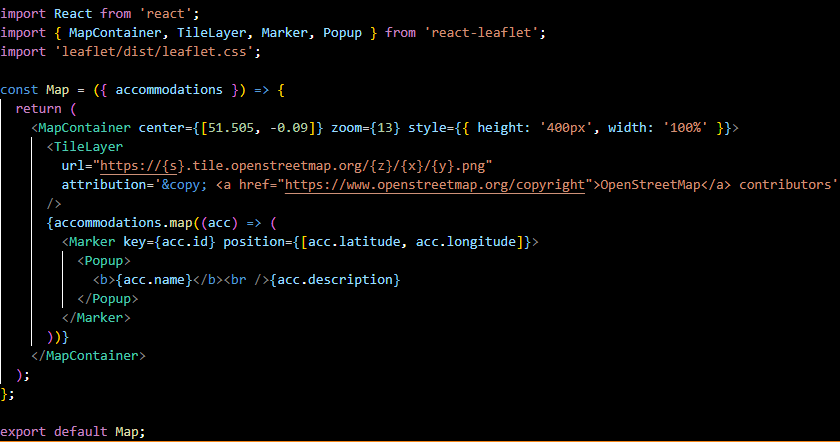 import React from 'react';
import { MapContainer, TileLayer, Marker, Popup } from 'react-leaflet';
import 'leaflet/dist/leaflet.css';

const Map = ({ accommodations }) => {
  return (
    <MapContainer center={[51.505, -0.09]} zoom={13} style={{ height: '400px', width: '100%' }}>
      <TileLayer
        url="https://{s}.tile.openstreetmap.org/{z}/{x}/{y}.png"
        attribution='&copy; <a href="https://www.openstreetmap.org/copyright">OpenStreetMap</a> contributors'
      />
      {accommodations.map((acc) => (
        <Marker key={acc.id} position={[acc.latitude, acc.longitude]}>
          <Popup>
            <b>{acc.name}</b><br />{acc.description}
          </Popup>
        </Marker>
      ))}
    </MapContainer>
  );
};

export default Map;